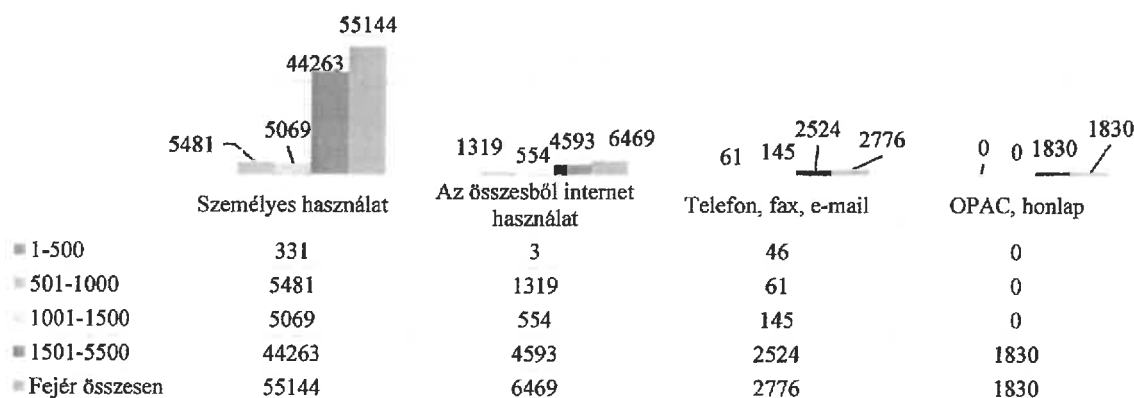 55144
44263
5481
5069
1319
554
4593
6469
61
145
2524
2776
0
0
1830
1830
Személyes használat
Az összesből internet
használat
Telefon, fax, e-mail
OPAC, honlap
1-500 331 3 46 0
501-1000 5481 1319 61 0
1001-1500 5069 554 145 0
1501-5500 44263 4593 2524 1830
Fejér összesen 55144 6469 2776 1830